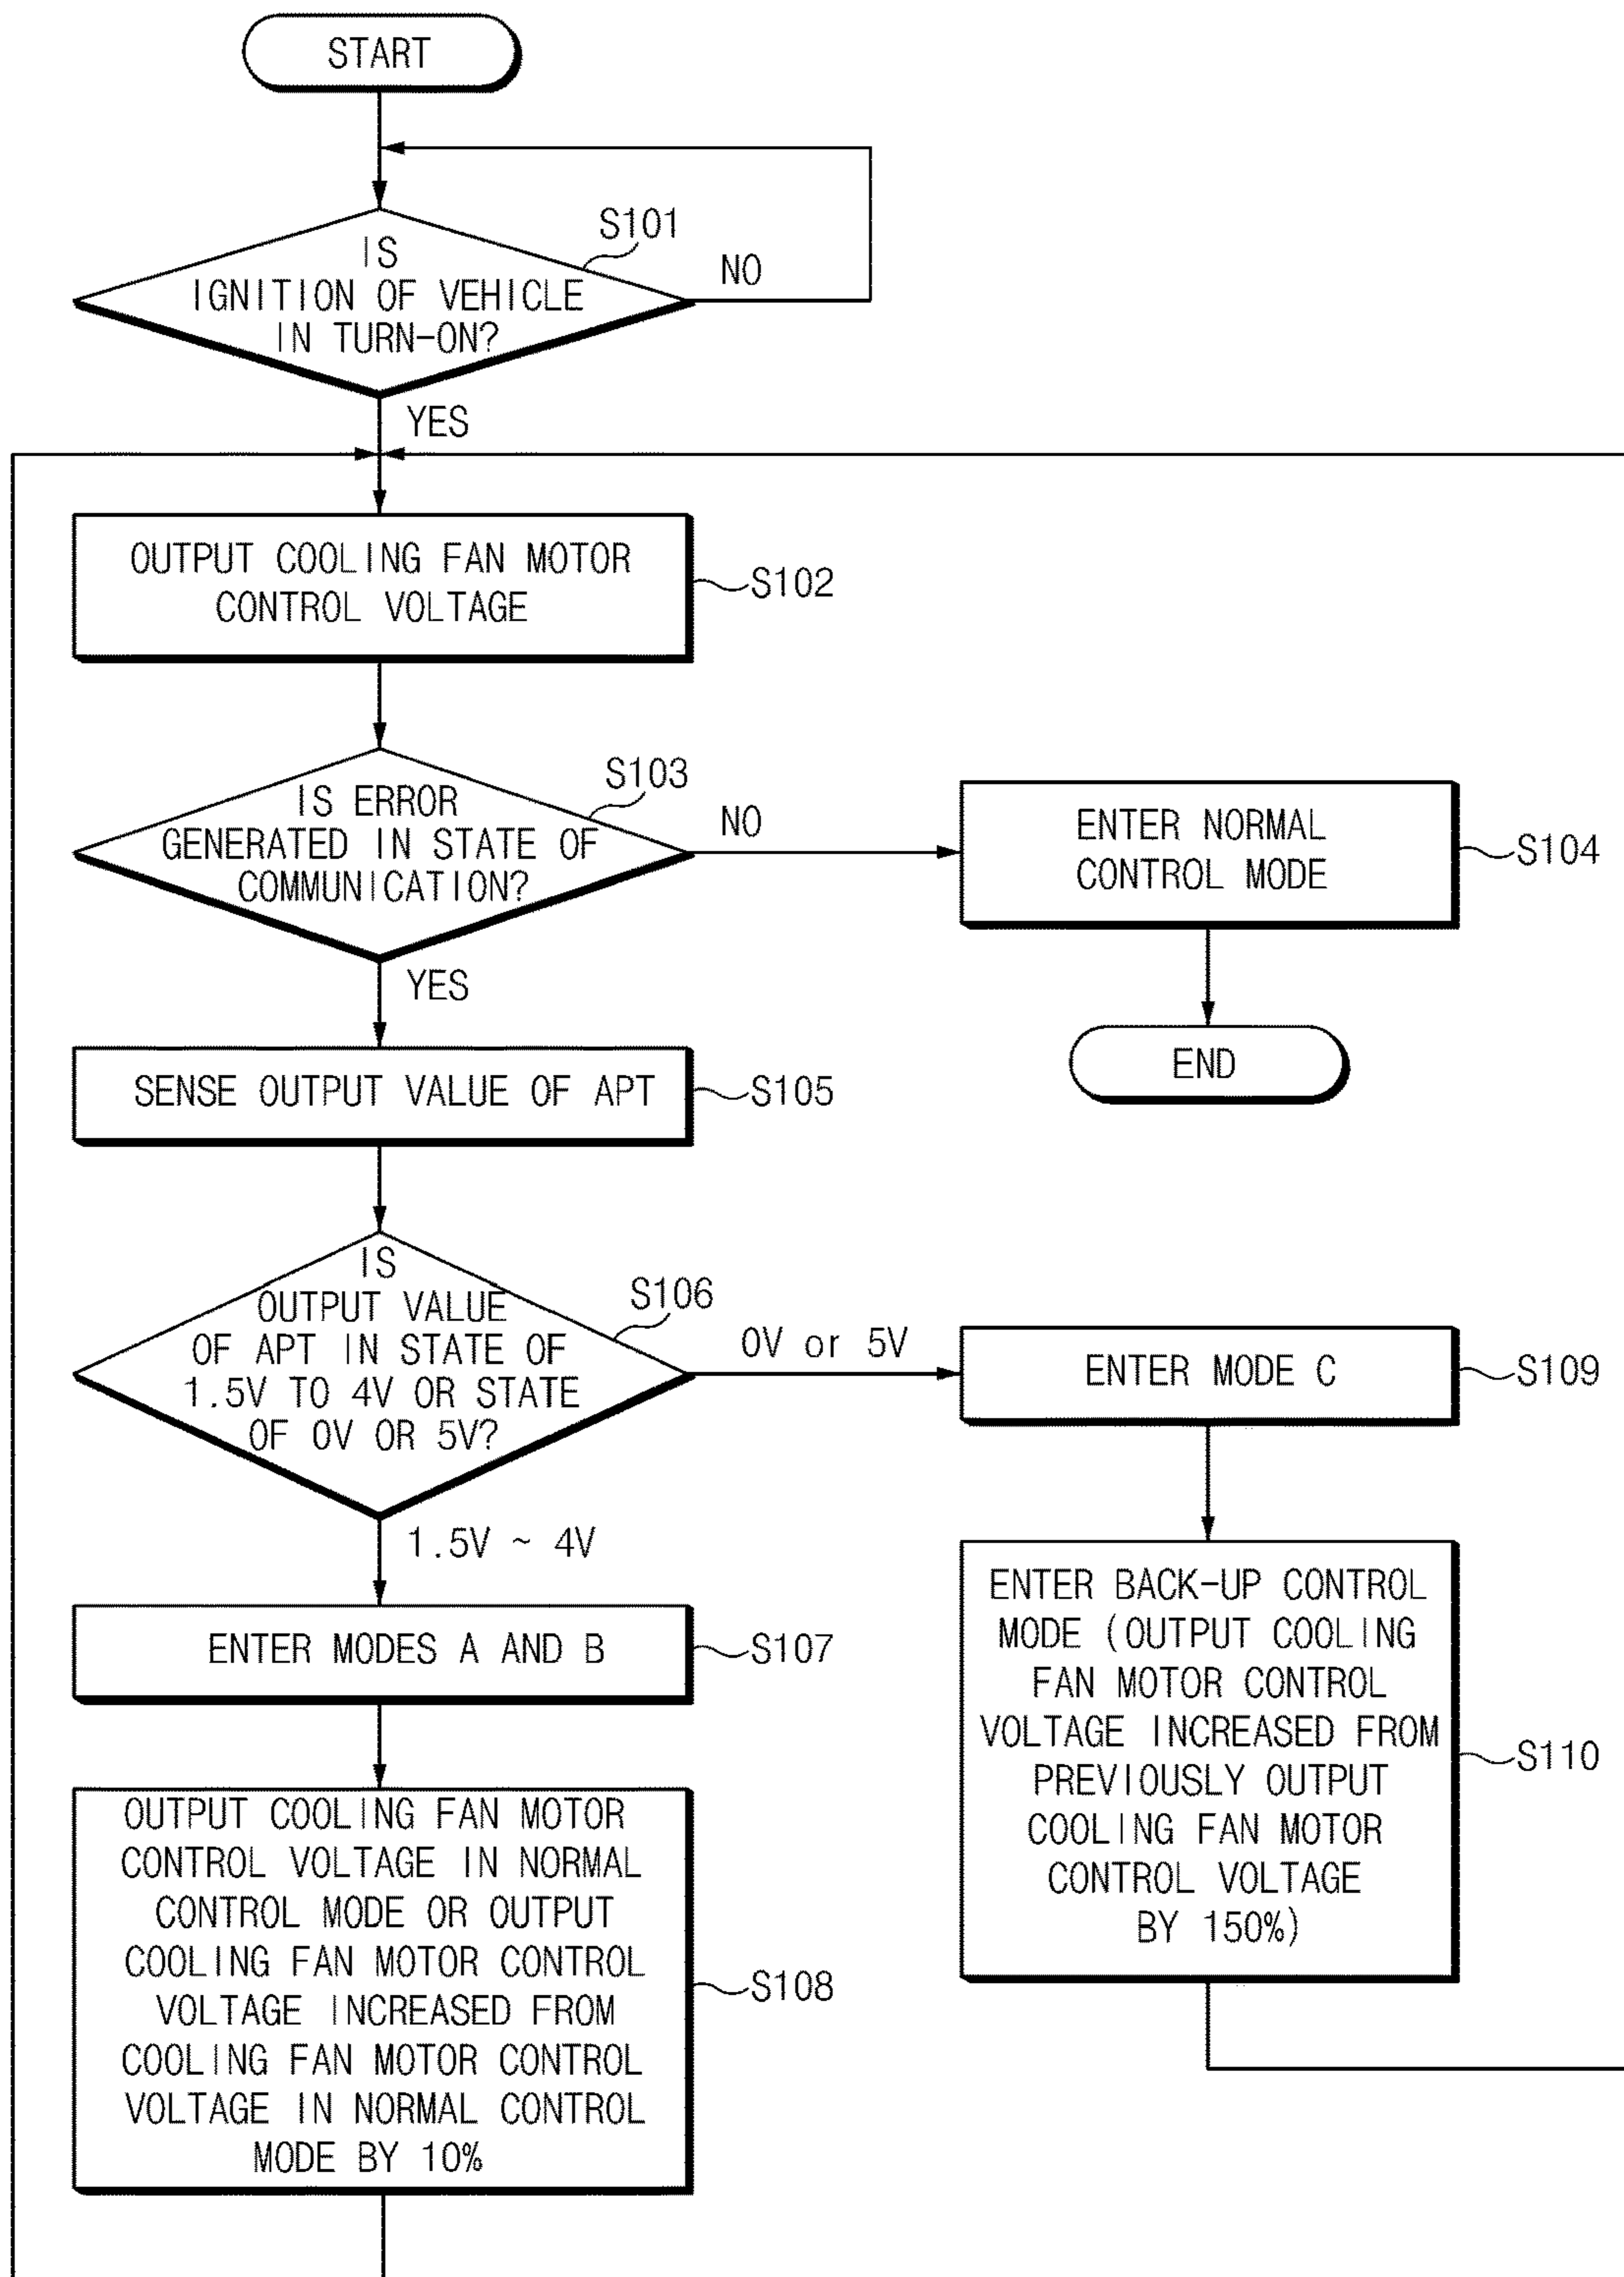 START
S101
IS
IGNITION OF VEHICLE
IN TURN-ON?
NO
YES
OUTPUT COOLING FAN MOTOR
CONTROL VOLTAGE
S102
S103
IS ERROR
GENERATED IN STATE OF
COMMUNICATION?
NO
ENTER NORMAL
CONTROL MODE
S104
YES
END
SENSE OUTPUT VALUE OF APT
S105
IS
OUTPUT VALUE
OF APT IN STATE OF
1.5V TO 4V OR STATE
OF 0V OR 5V?
S106
0V or 5V
ENTER MODE C
S109
1.5V ~ 4V
ENTER MODES A AND B
S107
ENTER BACK-UP CONTROL
MODE (OUTPUT COOLING
FAN MOTOR CONTROL
VOLTAGE INCREASED FROM
PREVIOUSLY OUTPUT
COOLING FAN MOTOR
CONTROL VOLTAGE
BY 150%)
S110
OUTPUT COOLING FAN MOTOR
CONTROL VOLTAGE IN NORMAL
CONTROL MODE OR OUTPUT
COOLING FAN MOTOR CONTROL
VOLTAGE INCREASED FROM
COOLING FAN MOTOR CONTROL
VOLTAGE IN NORMAL CONTROL
MODE BY 10%
S108